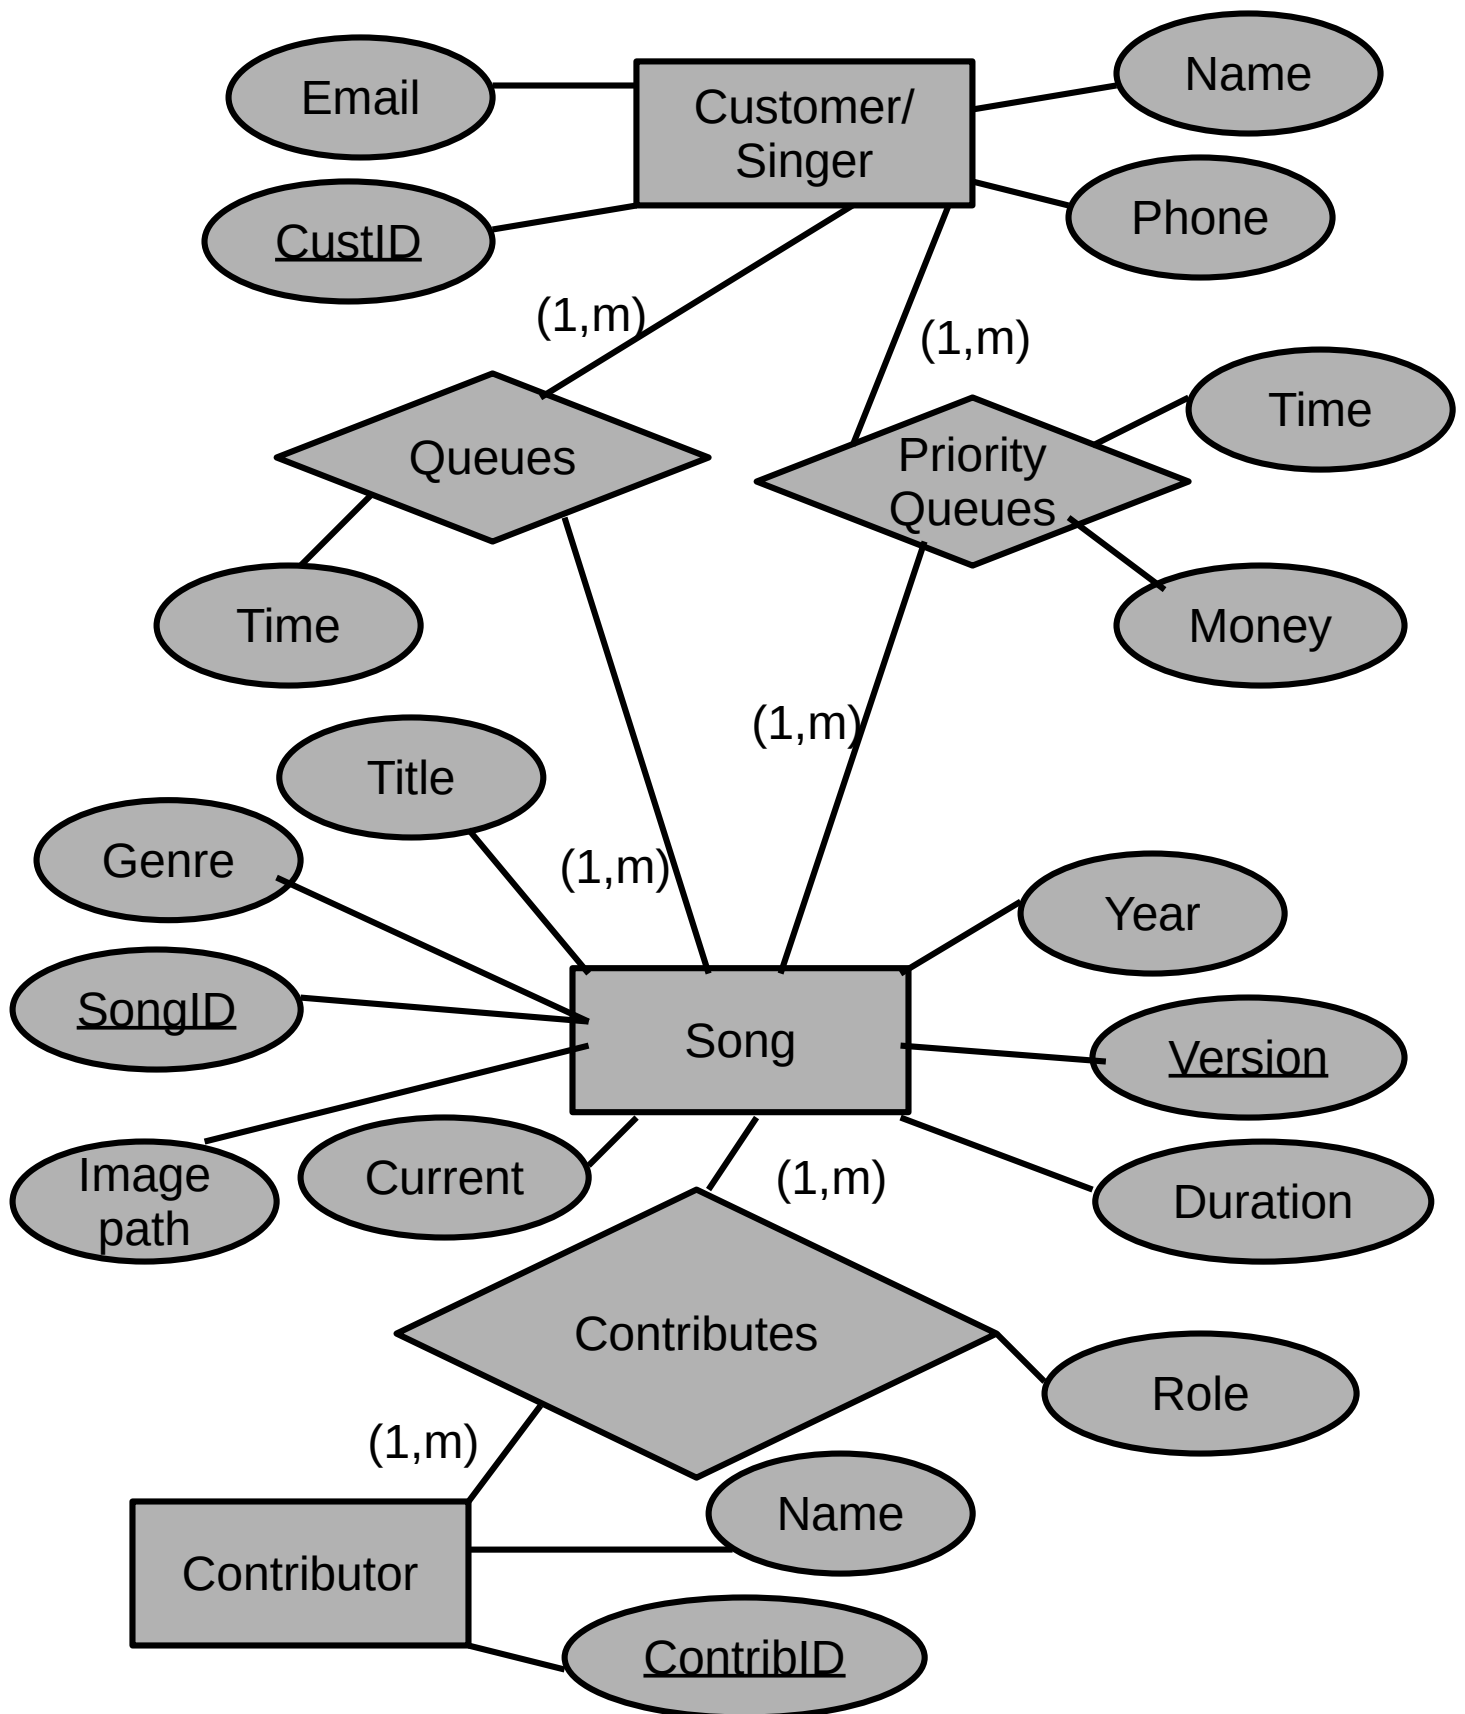 Email
Customer/
Singer
Name
CustID
Phone
(1,m)
(1,m)
Queues
Priority
Queues
Time
Time
Money
(1,m)
Title
Genre
(1,m)
Year
SongID
Song
Version
Image
path
Current
(1,m)
Duration
Contributes
Role
(1,m)
Name
Contributor
ContribID